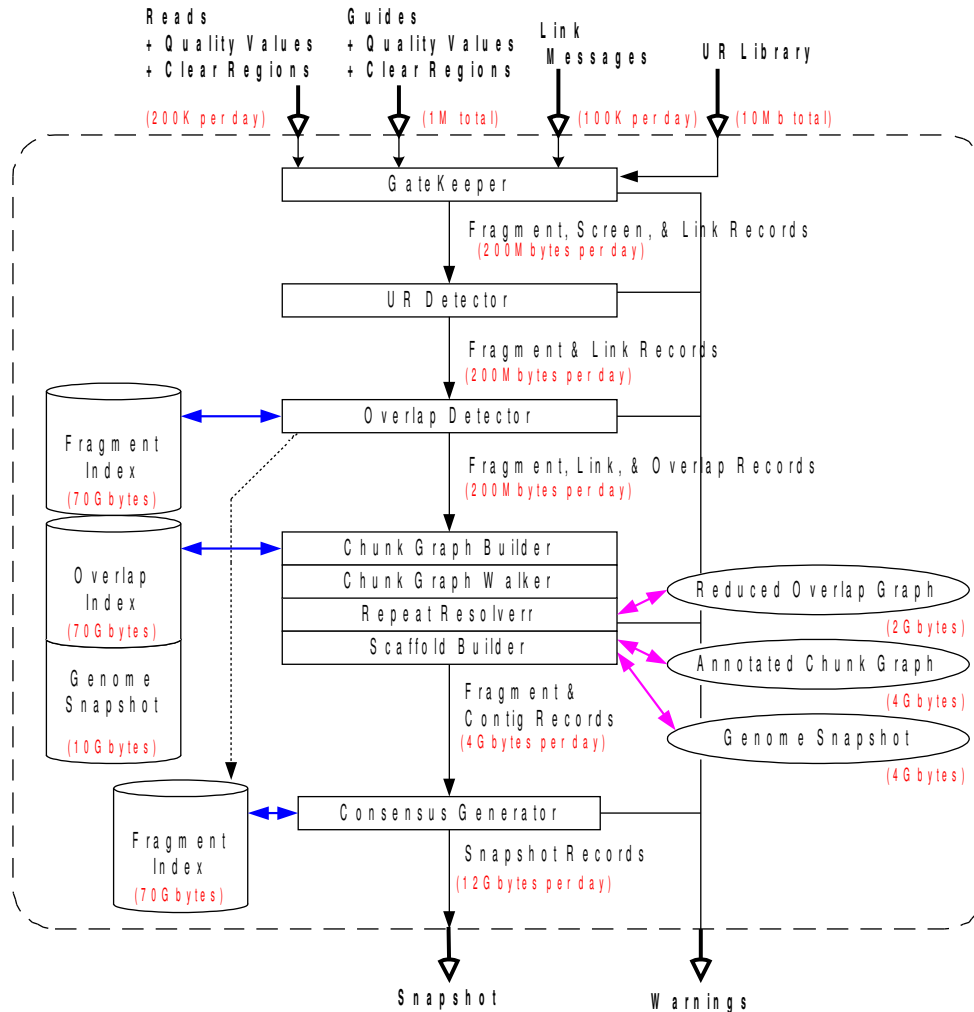 Reads
+ Quality Values
+ Clear Regions
Guides
+ Quality Values
+ Clear Regions
Link
Messages
UR Library
(200K per day)
(1M total)
(100K per day)
(10Mb total)
GateKeeper
Fragment, Screen, & Link Records
(200M bytes per day)
UR Detector
Fragment & Link Records
(200M bytes per day)
Overlap Detector
Fragment
Index
(70G bytes)
Fragment, Link, & Overlap Records
(200M bytes per day)
Chunk Graph Builder
Chunk Graph Walker
Repeat Resolverr
Scaffold Builder
Overlap
Index
(70G bytes)
Genome
Snapshot
(10G bytes)
Reduced Overlap Graph
(2G bytes)
Annotated Chunk Graph
(4G bytes)
Genome Snapshot
(4G bytes)
Fragment &
Contig Records
(4G bytes per day)
Consensus Generator
Fragment
Index
(70G bytes)
Snapshot Records
(12G bytes per day)
Snapshot
Warnings